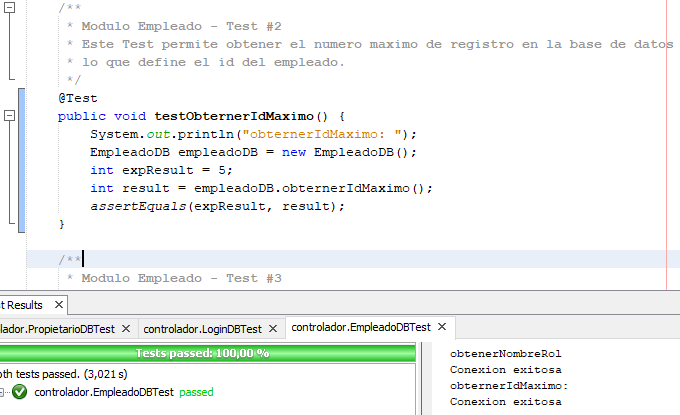 /**
* Modulo Empleado - Test #2
* Este Test permite obtener el numero maximo de registro en la base de datos
* lo que define el id del empleado.
*/
@Test
public void testObternerIdMaximo() {
System.out.println("obternerIdMaximo: ");
EmpleadoDB empleadoDB = new EmpleadoDB();
int expResult = 5;
int result = empleadoDB.obternerIdMaximo();
assertEquals(expResult, result);
}
/**
* Modulo Empleado - Test #3
t Results
lador.PropietarioDBTest controlador.LoginDBTest controlador.EmpleadoDBTest
Tests passed: 100,00 %
oth tests passed. (3,021 s)
controlador.EmpleadoDBTest passed
obtenerNombreRol
Conexion exitosa
obternerIdMaximo:
Conexion exitosa